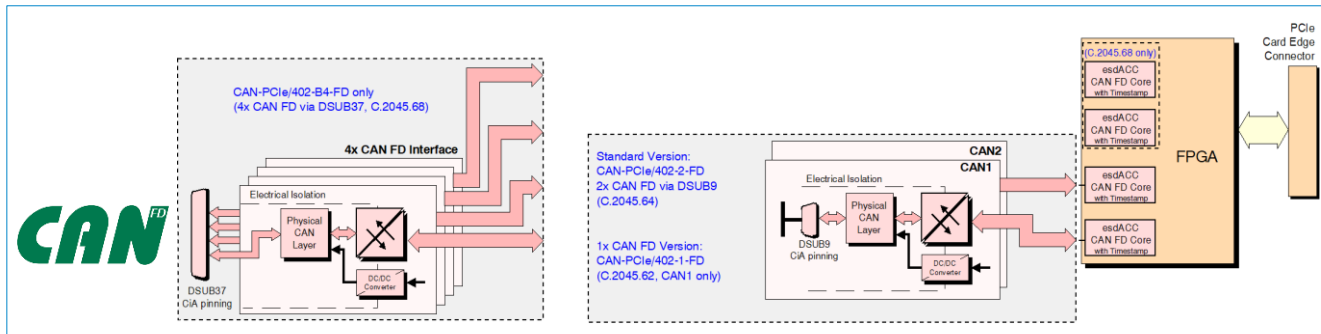 CAN FD
CAN-PCIe/402-B4-FD only
(4x CAN FD via DSUB37, C.2045.68)
4x CAN FD Interface
Electrical Isolation
Physical
CAN
Layer
DC/DC
Converter
DSUB37
CiA pinning
Standard Version:
CAN-PCIe/402-2-FD
2x CAN FD via DSUB9
(C.2045.64)
1x CAN FD Version:
CAN-PCIe/402-1-FD
(C.2045.62, CAN1 only)
CAN2
CAN1
Electrical Isolation
Physical
CAN
Layer
DSUB9
CiA pinning
DC/DC
Converter
(C.2045.68 only)
esdACC
CAN FD Core
with Timestamp
esdACC
CAN FD Core
with Timestamp
esdACC
CAN FD Core
with Timestamp
esdACC
CAN FD Core
with Timestamp
FPGA
PCIe
Card Edge
Connector